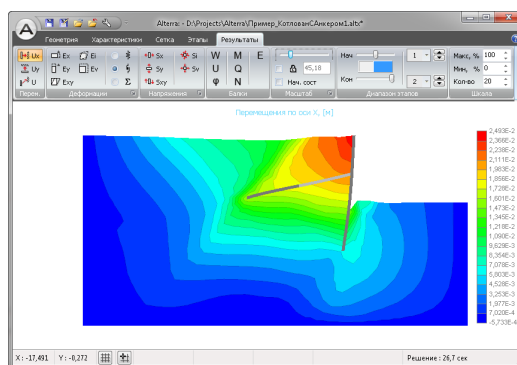 Alterra: - D:\Projects\Alterra\Пример_КотлованСАнкером1.altx*
Геометрия Характеристики Сетка Этапы Результаты
Ux Ex Ei Sx Si W M E Нач 1 Макс, % 100
Uy Ey Ev Sy Sv U Q 45,18 Мин, % 0
U Exy Σ Sxy φ N Нач. сост Кон 2 Кол-во 20
Перем. Деформации Напряжения Балки Масштаб Диапазон этапов Шкала
Перемещения по оси X, [м]
2,493E-2
2,366E-2
2,238E-2
2,111E-2
1,983E-2
1,856E-2
1,728E-2
1,601E-2
1,473E-2
1,345E-2
1,218E-2
1,090E-2
9,629E-3
8,354E-3
7,078E-3
5,803E-3
4,528E-3
3,253E-3
1,977E-3
7,020E-4
-5,733E-4
X: -17,491 Y: -0,272 Решение: 26,7 сек